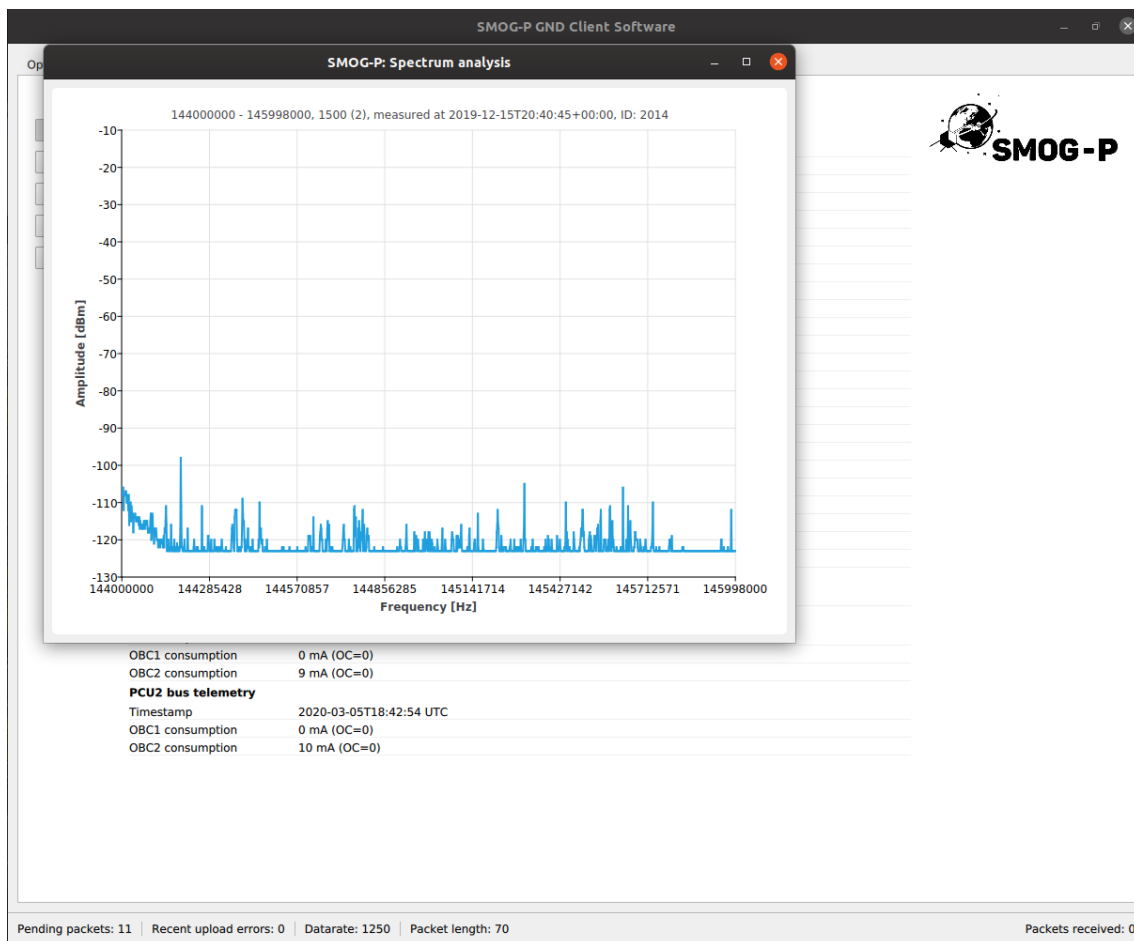 SMOG-P GND Client Software
Op
SMOG-P: Spectrum analysis
144000000 - 145998000, 1500 (2), measured at 2019-12-15T20:40:45+00:00, ID: 2014
SMOG-P
-10
-20
-30
-40
-50
-60
-70
-80
-90
-100
-110
-120
-130
Amplitude [dBm]
144000000 144285428 144570857 144856285 145141714 145427142 145712571 145998000
Frequency [Hz]
OBC1 consumption 0 mA (OC=0)
OBC2 consumption 9 mA (OC=0)
PCU2 bus telemetry
Timestamp 2020-03-05T18:42:54 UTC
OBC1 consumption 0 mA (OC=0)
OBC2 consumption 10 mA (OC=0)
Pending packets: 11 Recent upload errors: 0 Datarate: 1250 Packet length: 70 Packets received: 0